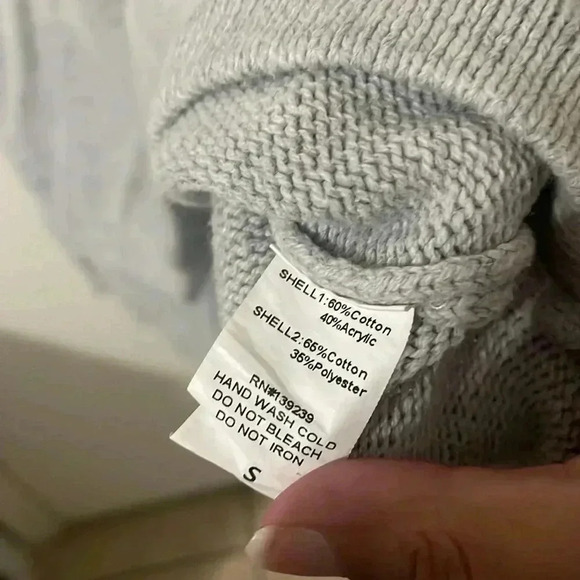 SHELL1:60%Cotton
40%Acrylic
SHELL2:65%Cotton
35%Polyester
RN#139239
HAND WASH COLD
DO NOT BLEACH
DO NOT IRON
S